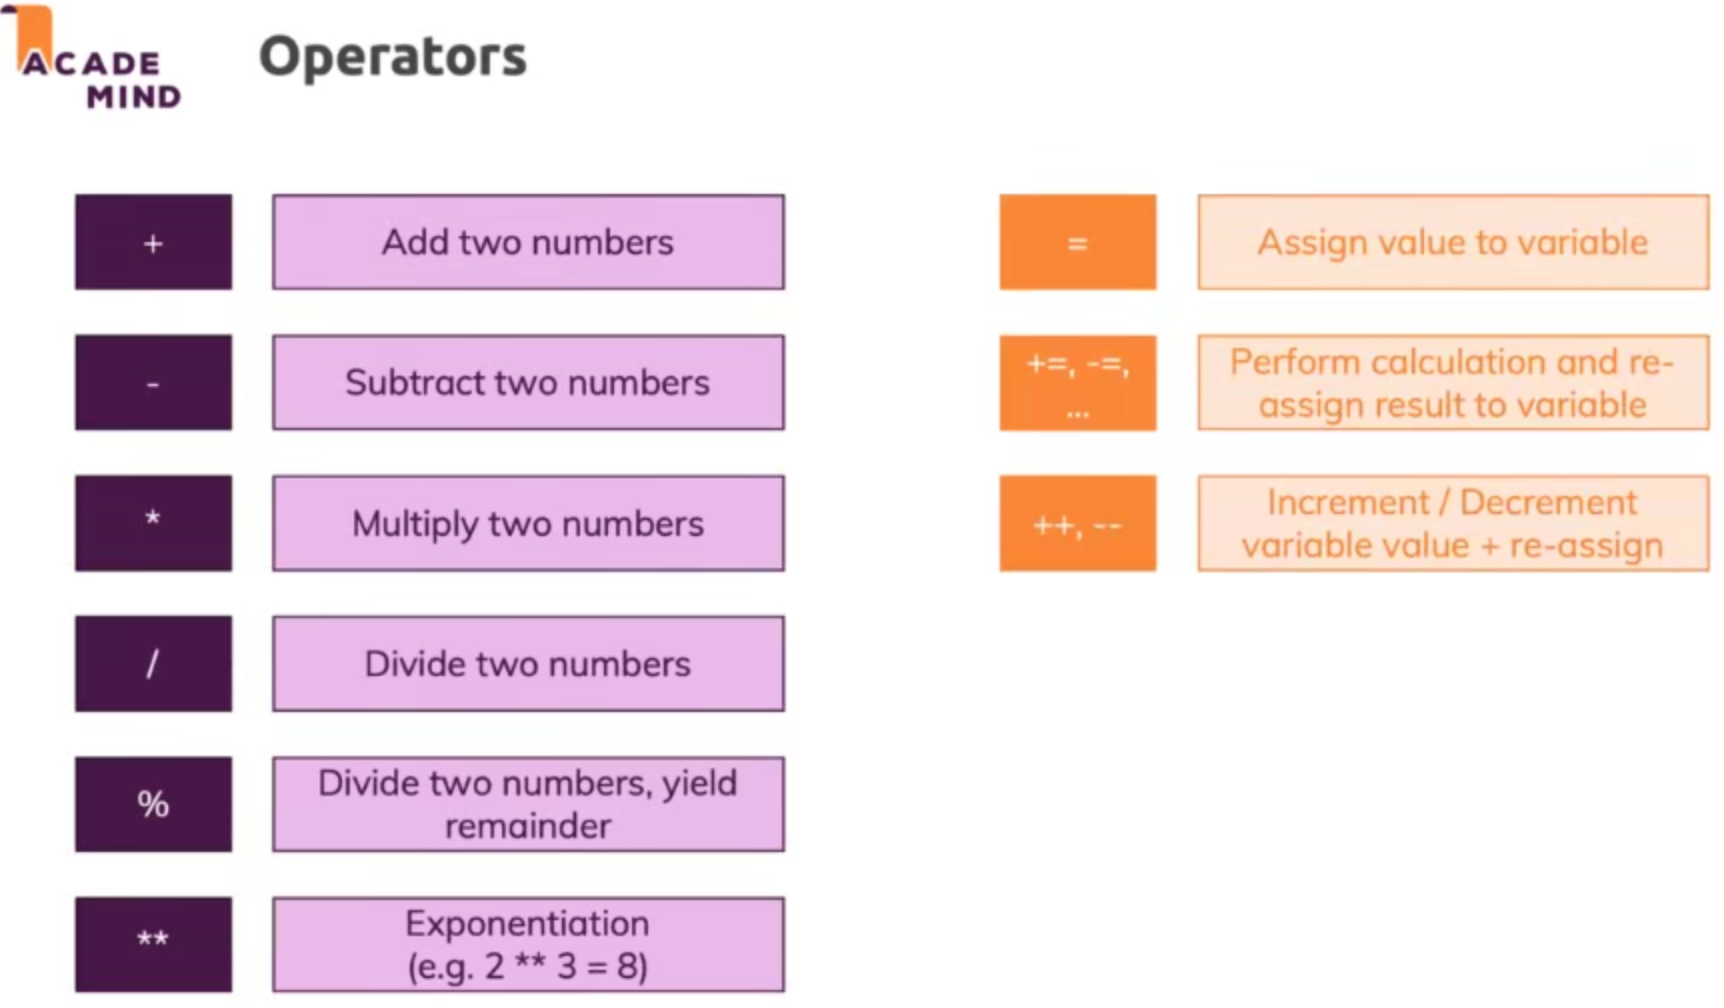 ACADE
MIND
Operators
+
Add two numbers
-
Subtract two numbers
*
Multiply two numbers
/
Divide two numbers
%
Divide two numbers, yield
remainder
**
Exponentiation
(e.g. 2 ** 3 = 8)
=
Assign value to variable
+=, -=,
...
Perform calculation and re-
assign result to variable
++, --
Increment / Decrement
variable value + re-assign